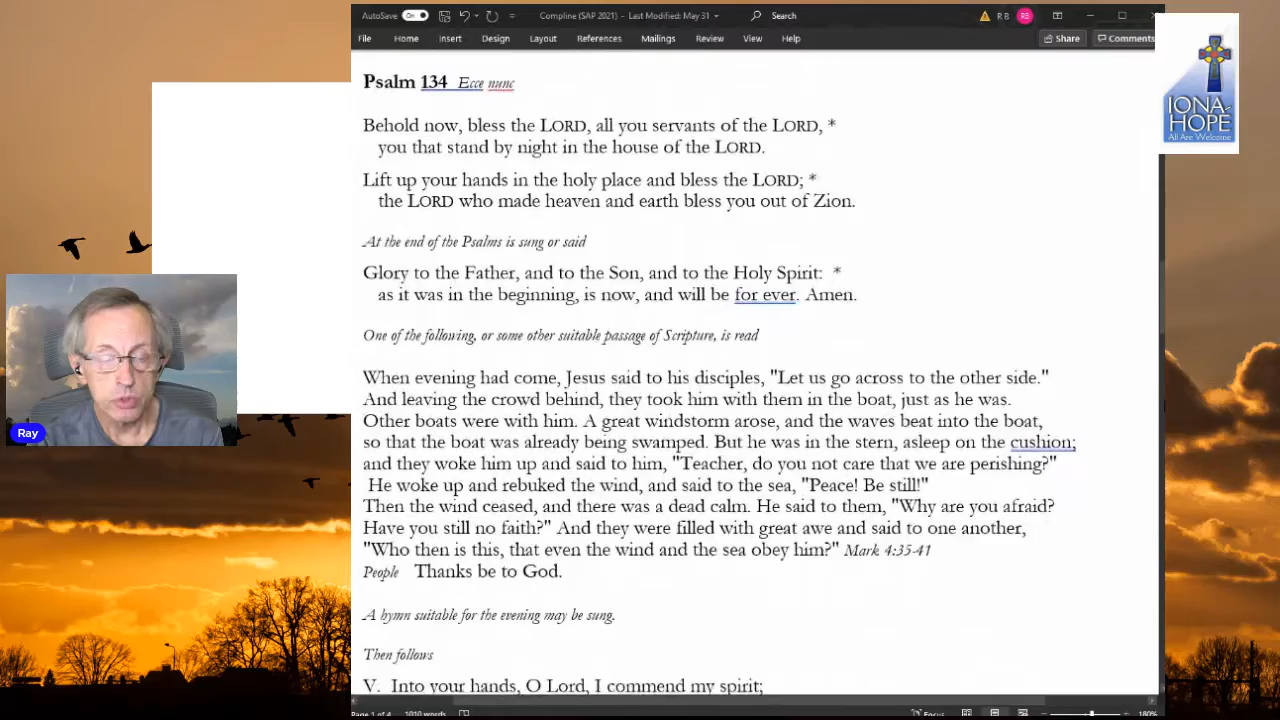 AutoSave On Compline (SAP 2021) - Last Modified: May 31 Search R B RB
File Home Insert Design Layout References Mailings Review View Help Share Comments
IONA-
HOPE
All Are Welcome
Psalm 134 Ecce nunc
Behold now, bless the LORD, all you servants of the LORD, *
you that stand by night in the house of the LORD.
Lift up your hands in the holy place and bless the LORD; *
the LORD who made heaven and earth bless you out of Zion.
At the end of the Psalms is sung or said
Glory to the Father, and to the Son, and to the Holy Spirit: *
as it was in the beginning, is now, and will be for ever. Amen.
One of the following, or some other suitable passage of Scripture, is read
When evening had come, Jesus said to his disciples, "Let us go across to the other side."
And leaving the crowd behind, they took him with them in the boat, just as he was.
Other boats were with him. A great windstorm arose, and the waves beat into the boat,
so that the boat was already being swamped. But he was in the stern, asleep on the cushion;
and they woke him up and said to him, "Teacher, do you not care that we are perishing?"
He woke up and rebuked the wind, and said to the sea, "Peace! Be still!"
Then the wind ceased, and there was a dead calm. He said to them, "Why are you afraid?
Have you still no faith?" And they were filled with great awe and said to one another,
"Who then is this, that even the wind and the sea obey him?" Mark 4:35-41
People Thanks be to God.
A hymn suitable for the evening may be sung.
Then follows
V. Into your hands, O Lord, I commend my spirit;
Ray
Page 1 of 4 1010 words Focus 180%